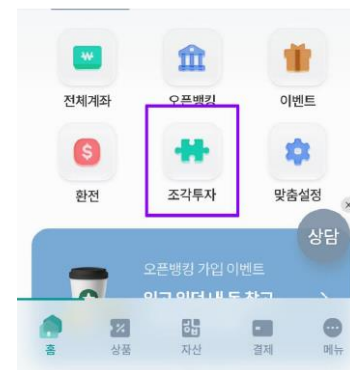 전체계좌 오픈뱅킹 이벤트
환전 조각투자 맞춤설정
상담
오픈뱅킹 가입 이벤트
홈 상품 자산 결제 메뉴